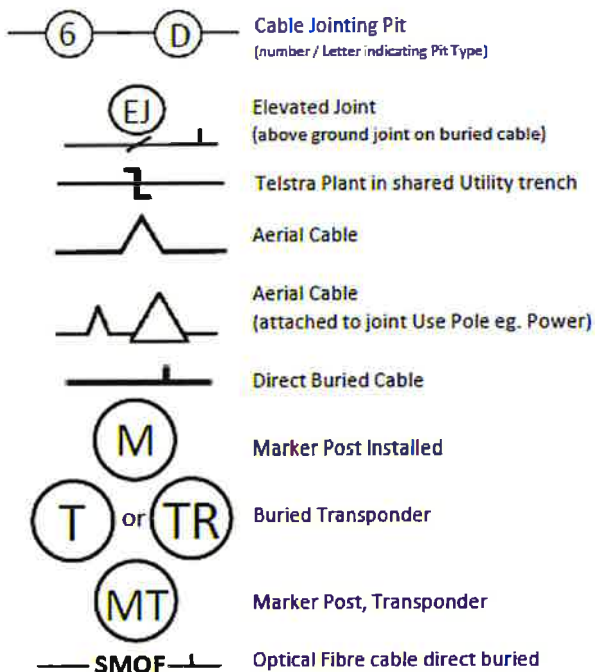 6 D Cable Jointing Pit
(number / Letter indicating Pit Type)
EJ Elevated Joint
(above ground joint on buried cable)
Telstra Plant in shared Utility trench
Aerial Cable
Aerial Cable
(attached to joint Use Pole eg. Power)
Direct Buried Cable
M Marker Post Installed
T or TR Buried Transponder
MT Marker Post, Transponder
SMOF Optical Fibre cable direct buried